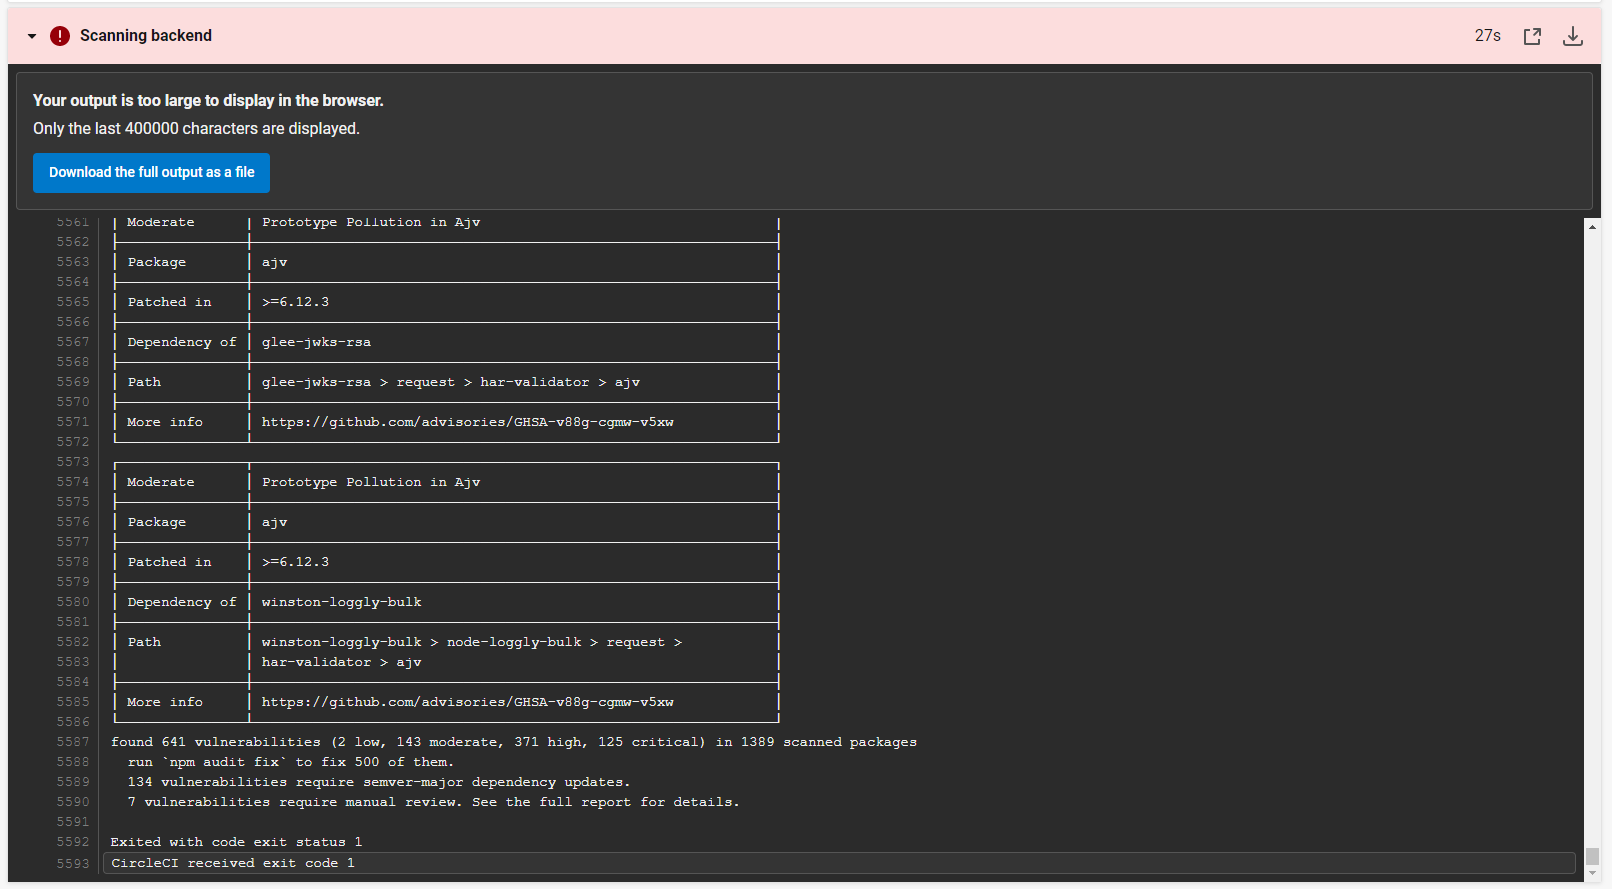 Scanning backend 27s
Your output is too large to display in the browser.
Only the last 400000 characters are displayed.
Download the full output as a file
5561 Moderate Prototype Pollution in Ajv
5562
5563 Package ajv
5564
5565 Patched in >=6.12.3
5566
5567 Dependency of glee-jwks-rsa
5568
5569 Path glee-jwks-rsa > request > har-validator > ajv
5570
5571 More info https://github.com/advisories/GHSA-v88g-cgmw-v5xw
5572
5573
5574 Moderate Prototype Pollution in Ajv
5575
5576 Package ajv
5577
5578 Patched in >=6.12.3
5579
5580 Dependency of winston-loggly-bulk
5581
5582 Path winston-loggly-bulk > node-loggly-bulk > request >
5583 har-validator > ajv
5584
5585 More info https://github.com/advisories/GHSA-v88g-cgmw-v5xw
5586
5587 found 641 vulnerabilities (2 low, 143 moderate, 371 high, 125 critical) in 1389 scanned packages
5588 run `npm audit fix` to fix 500 of them.
5589 134 vulnerabilities require semver-major dependency updates.
5590 7 vulnerabilities require manual review. See the full report for details.
5591
5592 Exited with code exit status 1
5593 CircleCI received exit code 1